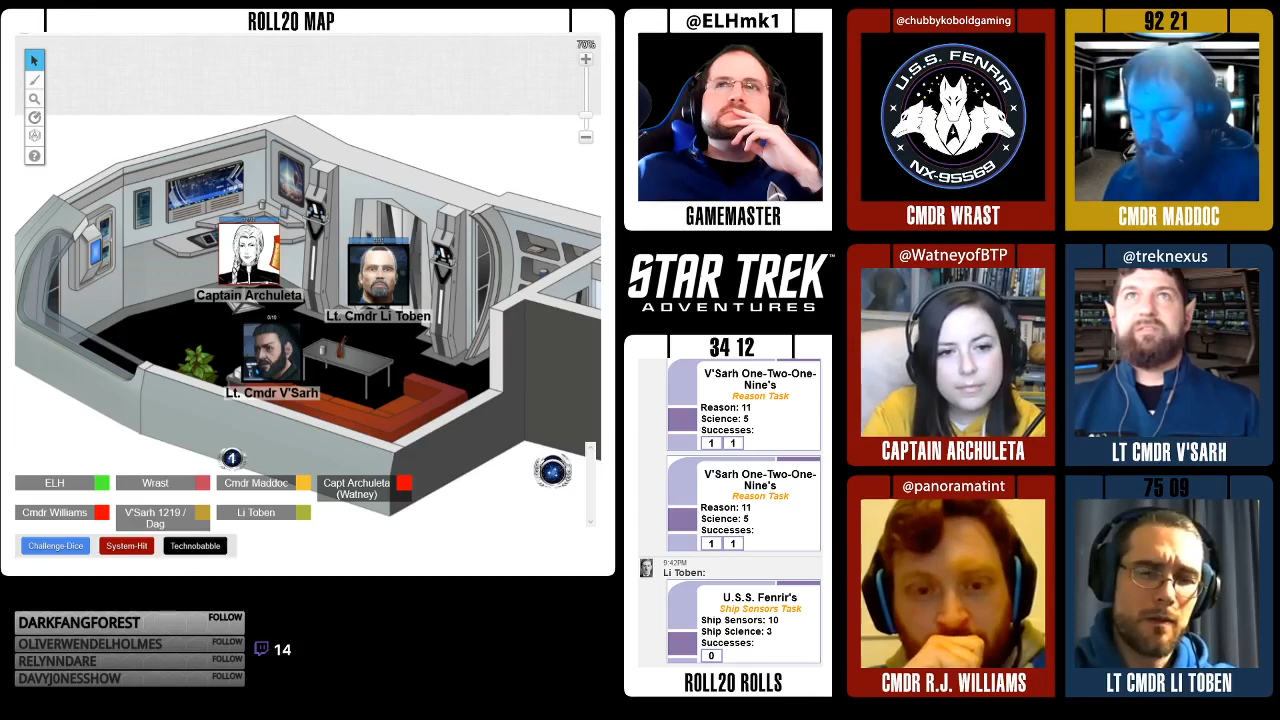 ROLL20 MAP
70%
Captain Archuleta
Lt. Cmdr Li Toben
0/10
Lt. Cmdr V'Sarh
4
ELH
Wrast
Cmdr Maddoc
Capt Archuleta
(Watney)
Cmdr Williams
V'Sarh 1219 /
Dag
Li Toben
Challenge-Dice
System-Hit
Technobabble
DARKFANGFOREST
FOLLOW
OLIVERWENDELHOLMES
FOLLOW
RELYNNDARE
FOLLOW
DAVYJ0NESSHOW
FOLLOW
14
@ELHmk1
GAMEMASTER
STAR TREK
ADVENTURES
34 12
V'Sarh One-Two-One-
Nine's
Reason Task
Reason: 11
Science: 5
Successes:
1 1
V'Sarh One-Two-One-
Nine's
Reason Task
Reason: 11
Science: 5
Successes:
1 1
9:42PM
Li Toben:
U.S.S. Fenrir's
Ship Sensors Task
Ship Sensors: 10
Ship Science: 3
Successes:
0
ROLL20 ROLLS
@chubbykoboldgaming
U.S.S. FENRIR
NX-95569
CMDR WRAST
92 21
CMDR MADDOC
@WatneyofBTP
CAPTAIN ARCHULETA
@treknexus
LT CMDR V'SARH
@panoramatint
CMDR R.J. WILLIAMS
75 09
LT CMDR LI TOBEN